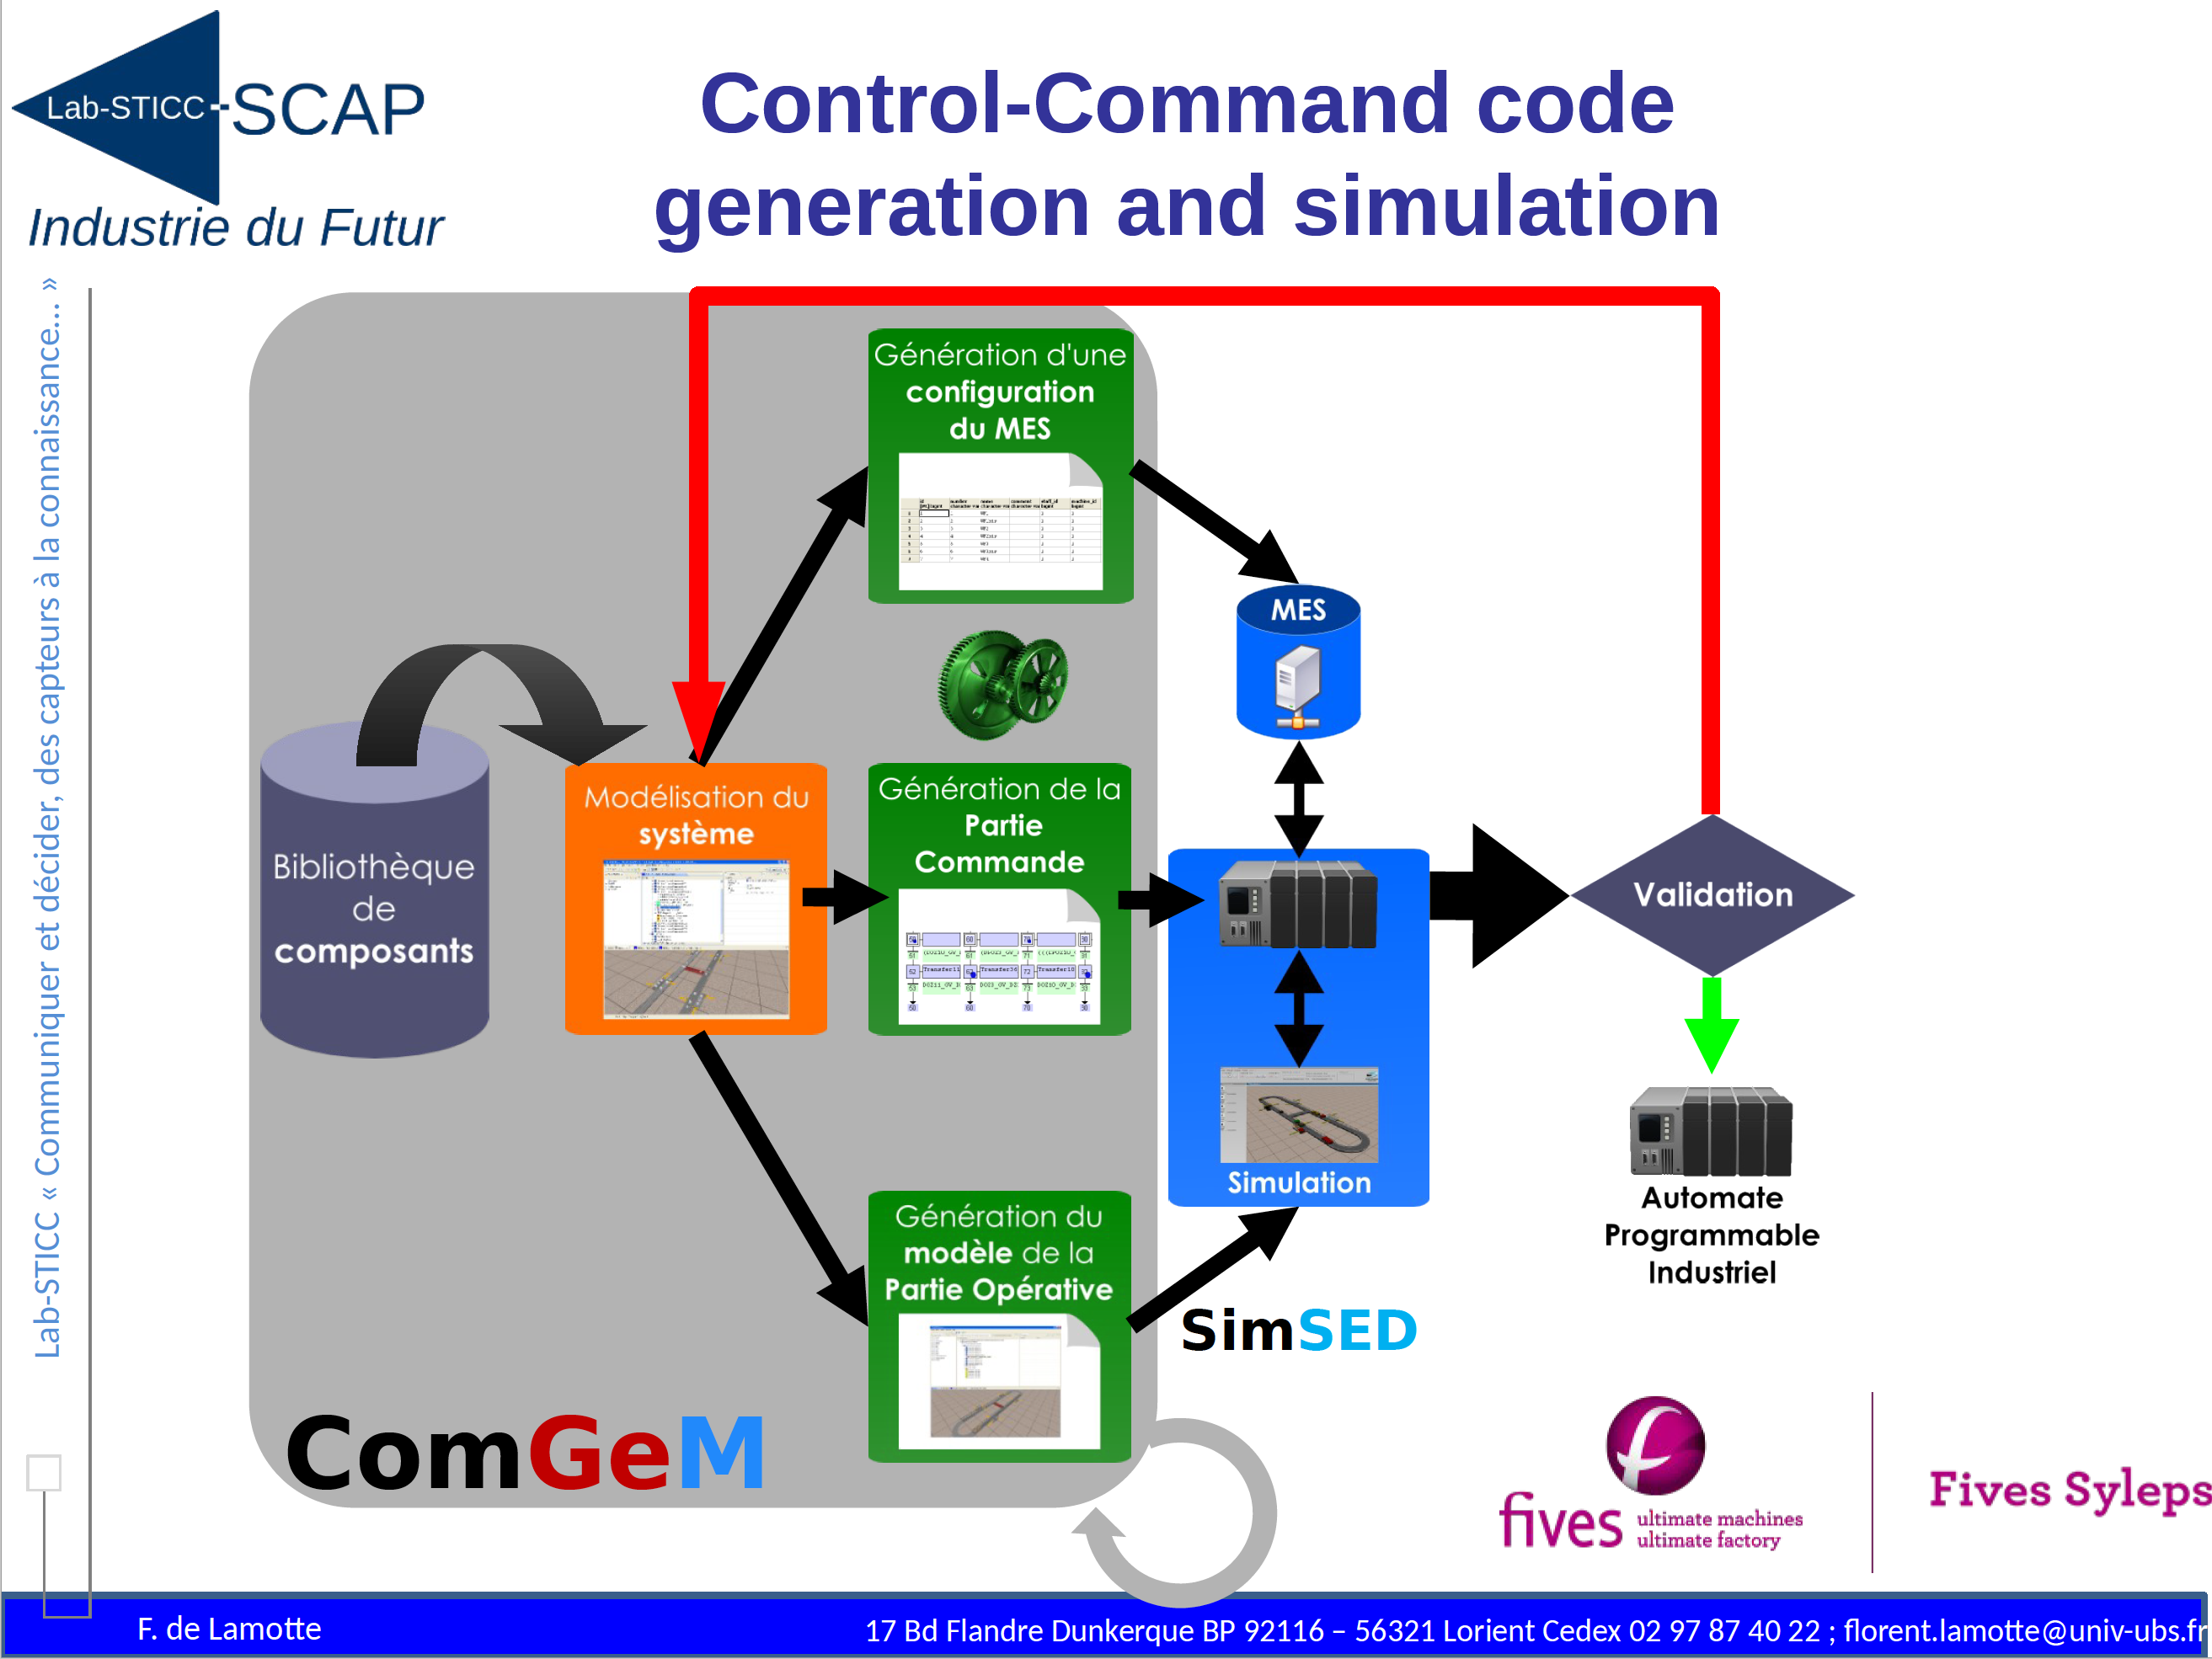 Lab-STICC-SCAP
Industrie du Futur
Control-Command code
generation and simulation
Lab-STICC « Communiquer et décider, des capteurs à la connaissance... »
Génération d'une
configuration
du MES
MES
Bibliothèque
de
composants
Modélisation du
système
Génération de la
Partie
Commande
Validation
Simulation
Génération du
modèle de la
Partie Opérative
Automate
Programmable
Industriel
SimSED
ComGeM
fives
ultimate machines
ultimate factory
Fives Syleps
F. de Lamotte
17 Bd Flandre Dunkerque BP 92116 – 56321 Lorient Cedex 02 97 87 40 22 ; florent.lamotte@univ-ubs.fr